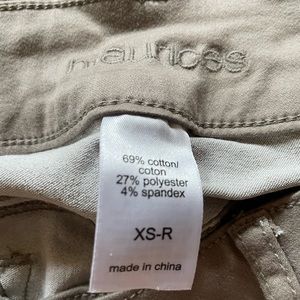 maurices
69% cotton/
coton
27% polyester
4% spandex
XS-R
made in china